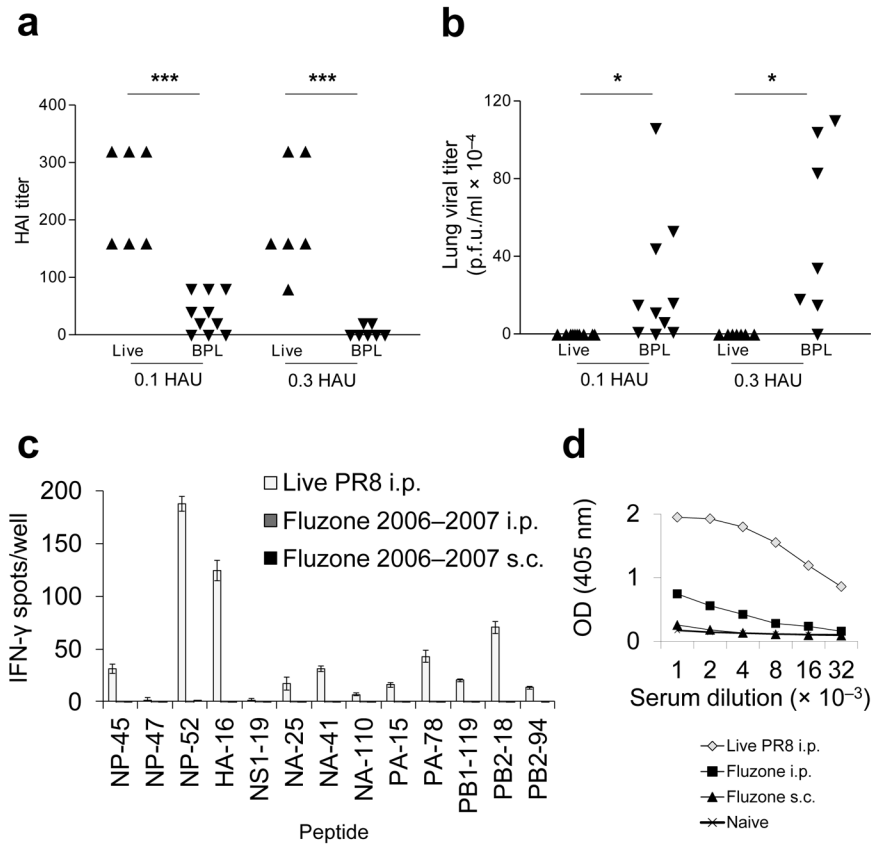 a
*** ***
400
300
200
100
0
HAI titer
Live BPL Live BPL
0.1 HAU 0.3 HAU
b
* *
120
80
40
0
Lung viral titer
(p.f.u./ml × 10⁻⁴)
Live BPL Live BPL
0.1 HAU 0.3 HAU
c
200
150
100
50
0
IFN-γ spots/well
Live PR8 i.p.
Fluzone 2006–2007 i.p.
Fluzone 2006–2007 s.c.
NP-45
NP-47
NP-52
HA-16
NS1-19
NA-25
NA-41
NA-110
PA-15
PA-78
PB1-119
PB2-18
PB2-94
Peptide
d
2
1
0
OD (405 nm)
1 2 4 8 16 32
Serum dilution (× 10⁻³)
Live PR8 i.p.
Fluzone i.p.
Fluzone s.c.
Naive